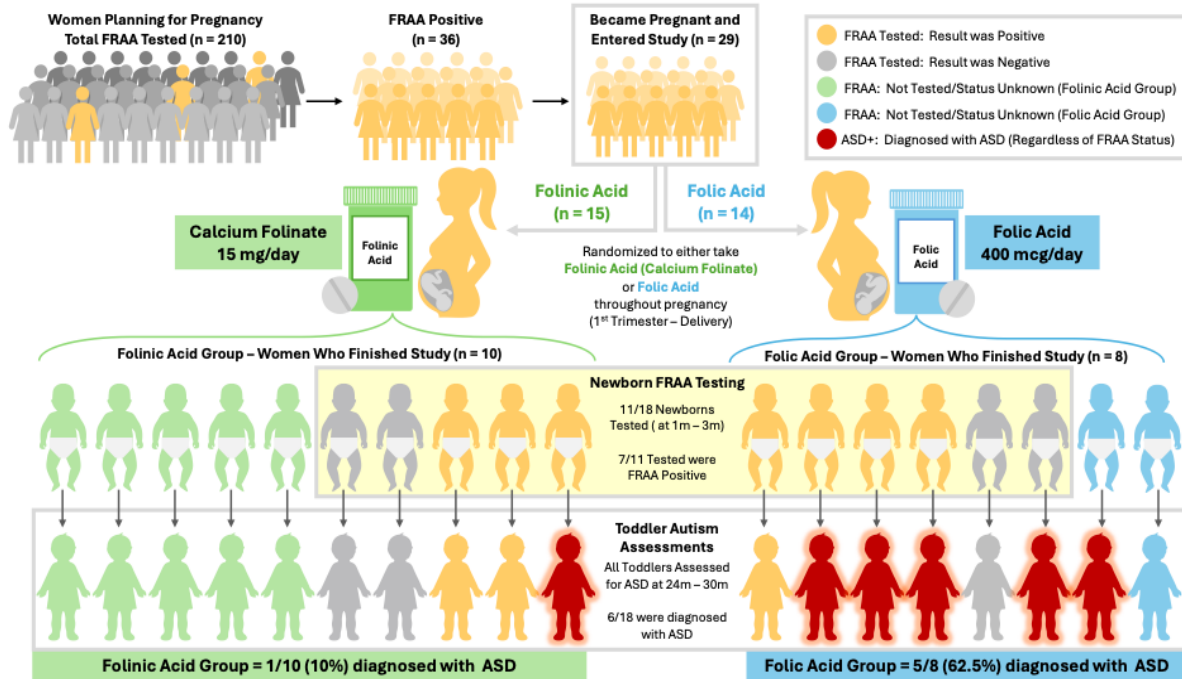 Women Planning for Pregnancy
Total FRAA Tested (n = 210)
FRAA Positive
(n = 36)
Became Pregnant and
Entered Study (n = 29)
FRAA Tested: Result was Positive
FRAA Tested: Result was Negative
FRAA: Not Tested/Status Unknown (Folinic Acid Group)
FRAA: Not Tested/Status Unknown (Folic Acid Group)
ASD+: Diagnosed with ASD (Regardless of FRAA Status)
Calcium Folinate
15 mg/day
Folinic
Acid
Folinic Acid
(n = 15)
Folic Acid
(n = 14)
Randomized to either take
Folinic Acid (Calcium Folinate)
or Folic Acid
throughout pregnancy
(1st Trimester – Delivery)
Folic
Acid
Folic Acid
400 mcg/day
Folinic Acid Group – Women Who Finished Study (n = 10)
Folic Acid Group – Women Who Finished Study (n = 8)
Newborn FRAA Testing
11/18 Newborns
Tested ( at 1m – 3m)
7/11 Tested were
FRAA Positive
Toddler Autism
Assessments
All Toddlers Assessed
for ASD at 24m – 30m
6/18 were diagnosed
with ASD
Folinic Acid Group = 1/10 (10%) diagnosed with ASD
Folic Acid Group = 5/8 (62.5%) diagnosed with ASD